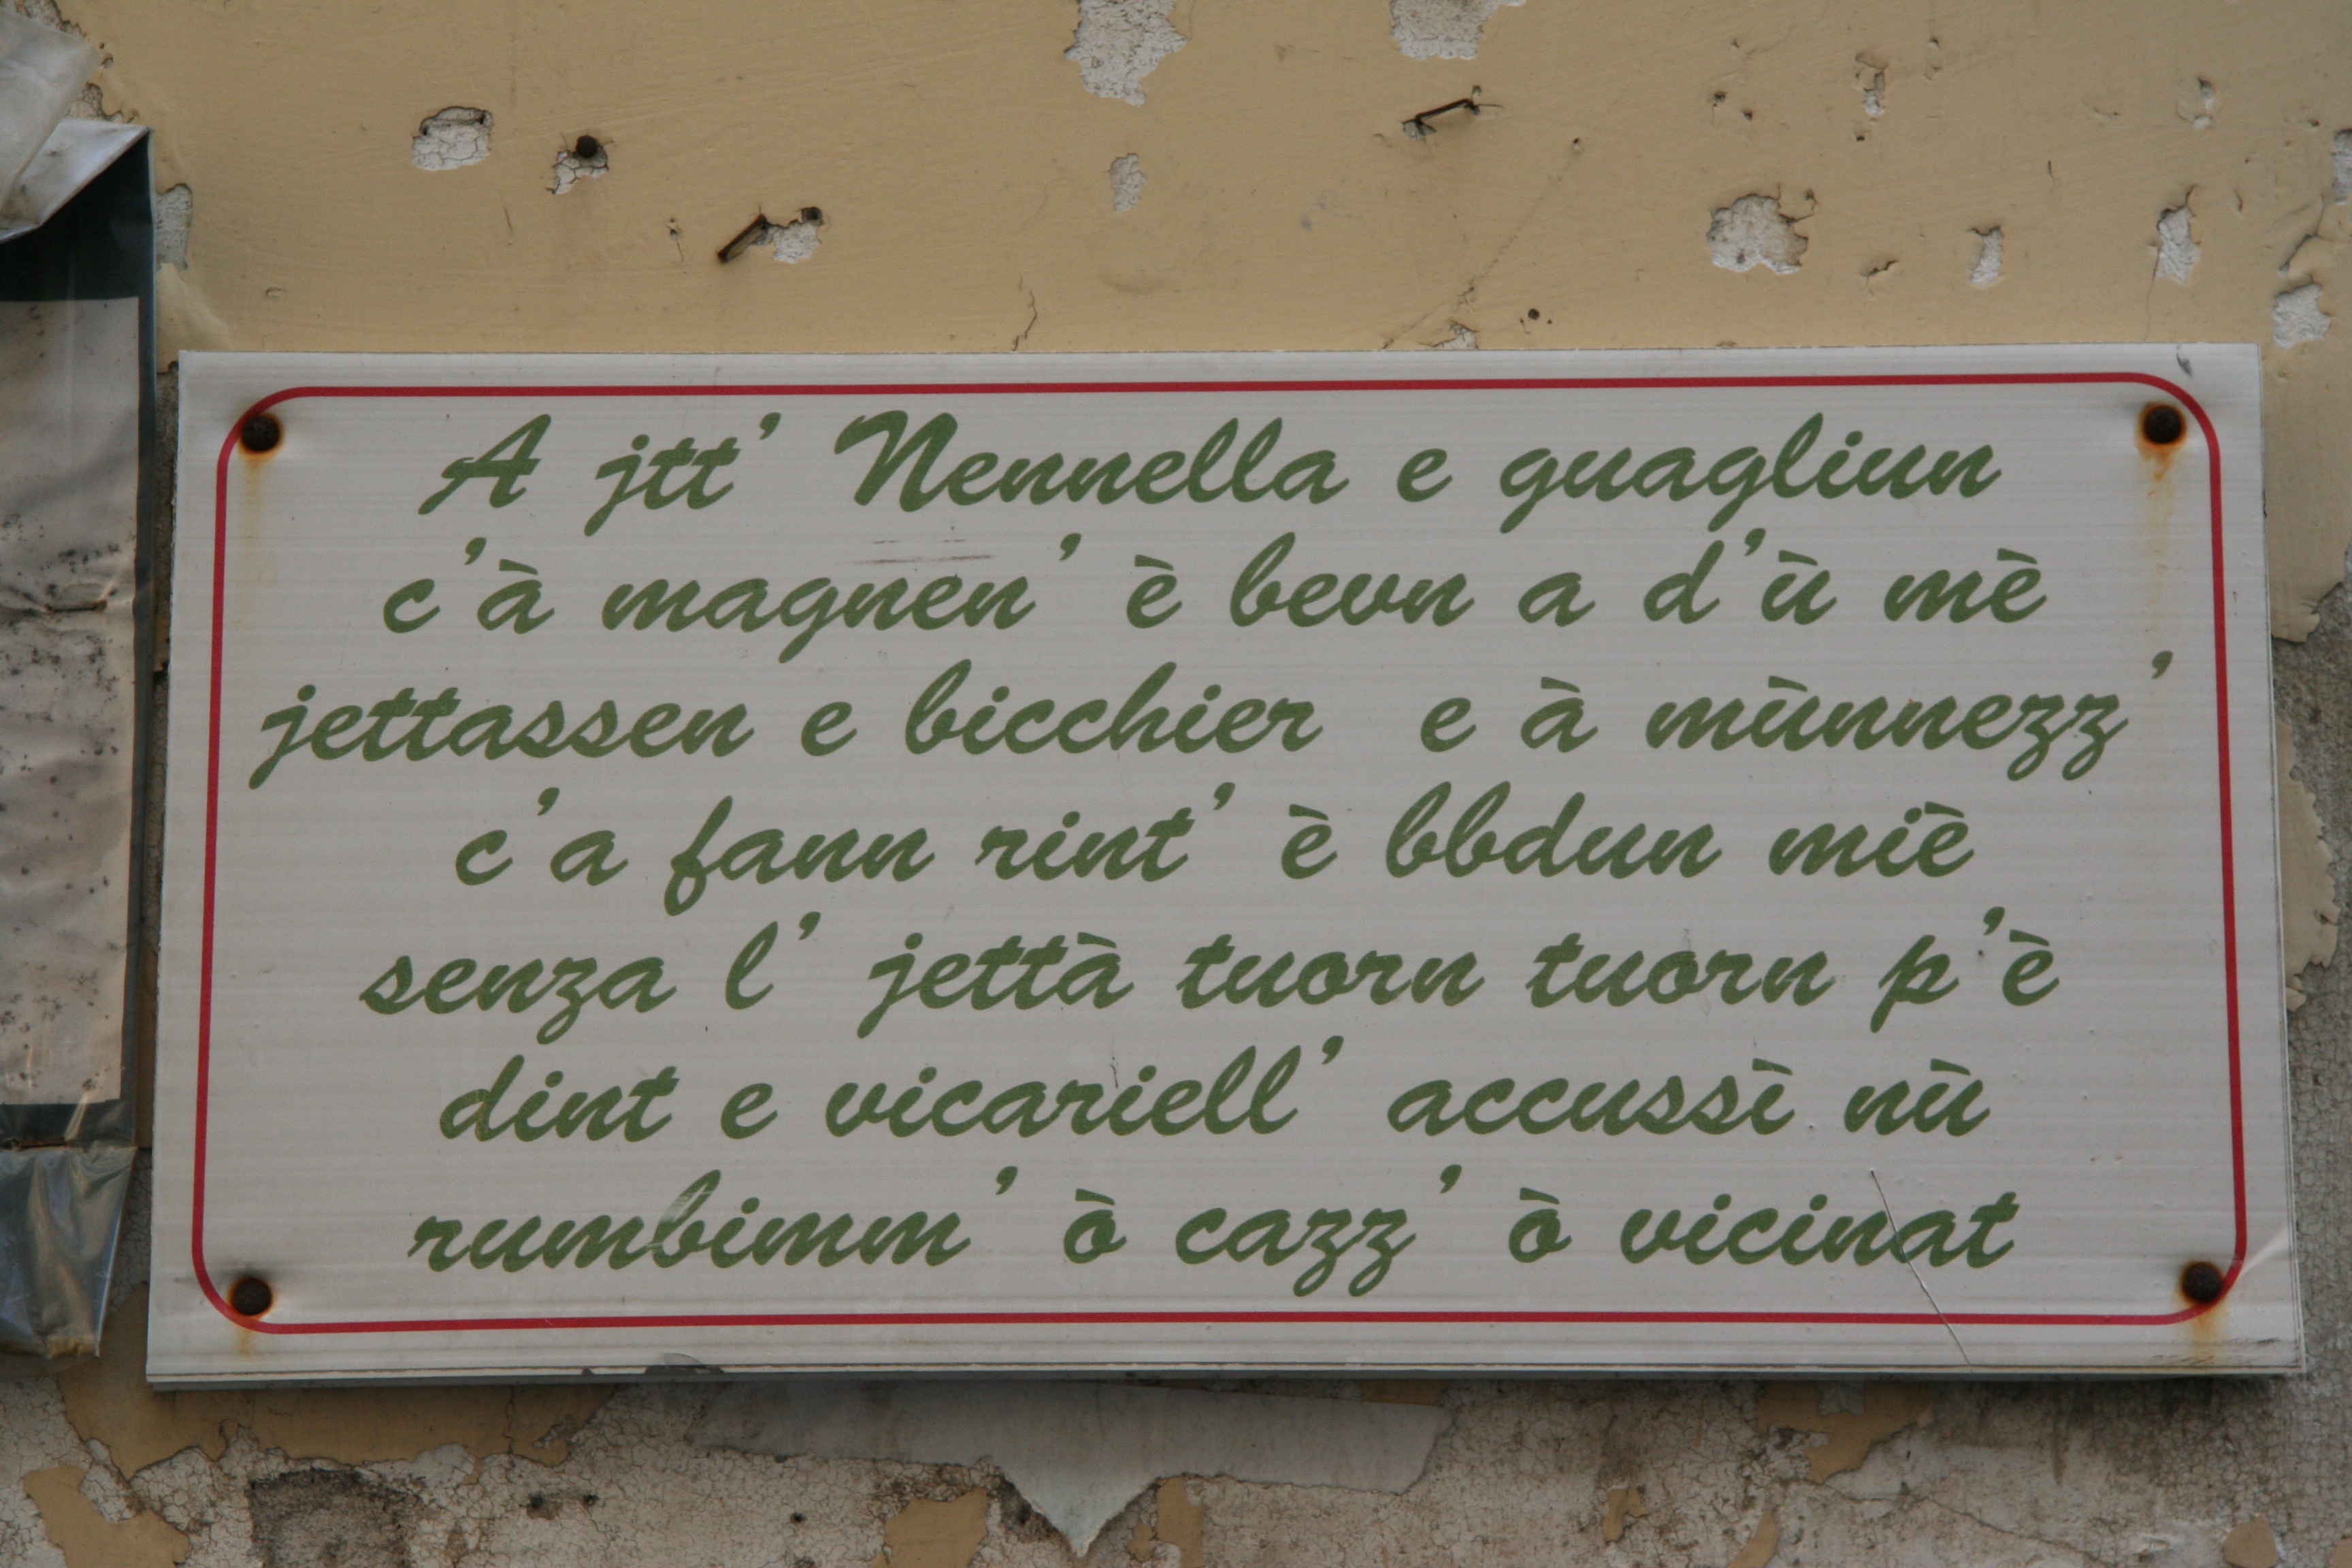 A jtt' Nennella e guagliun
c'à magnen' è bevn a d'ù mè
jettassen e bicchier e à mùnnezz'
c'a fann rint' è bbdun miè
senza l' jettà tuorn tuorn p'è
dint e vicariell' accussì nù
rumbimm' ò cazz' ò vicinat